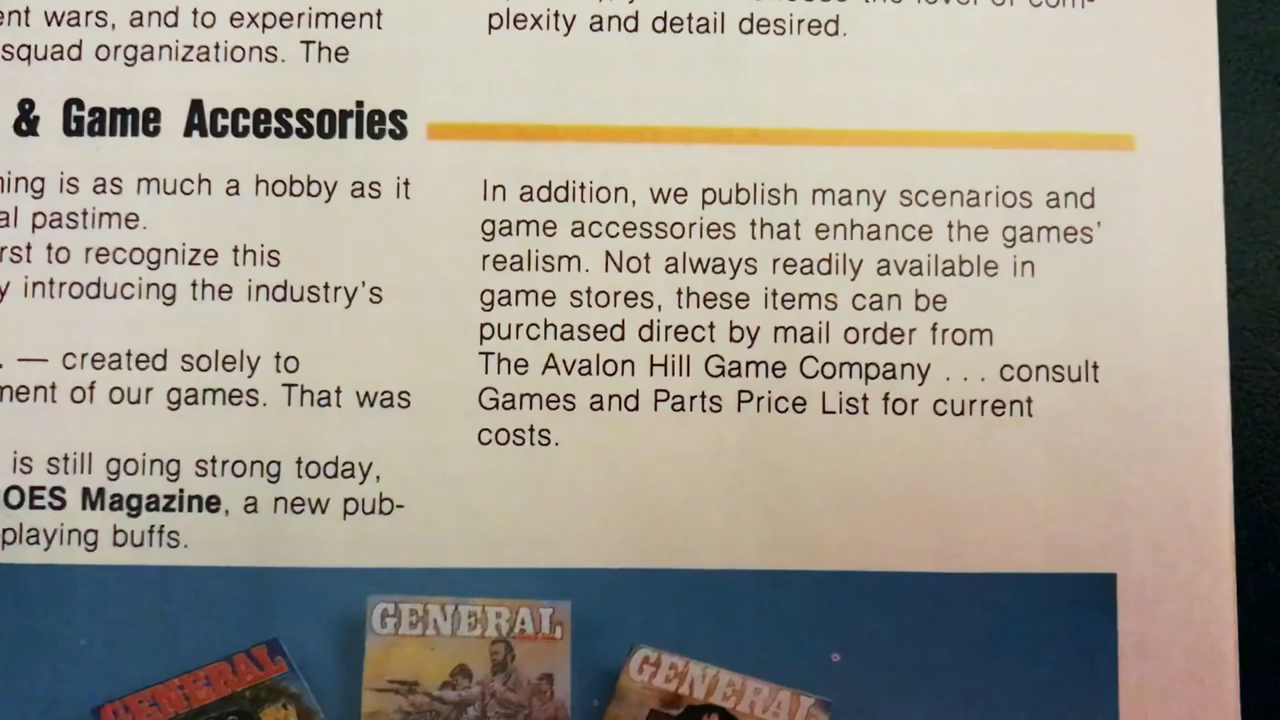 ent wars, and to experiment
squad organizations. The
plexity and detail desired.
& Game Accessories
ing is as much a hobby as it
al pastime.
rst to recognize this
y introducing the industry's
. — created solely to
ment of our games. That was
is still going strong today,
OES Magazine, a new pub-
playing buffs.
In addition, we publish many scenarios and
game accessories that enhance the games'
realism. Not always readily available in
game stores, these items can be
purchased direct by mail order from
The Avalon Hill Game Company . . . consult
Games and Parts Price List for current
costs.
GENERAL
GENERAL
GENERAL